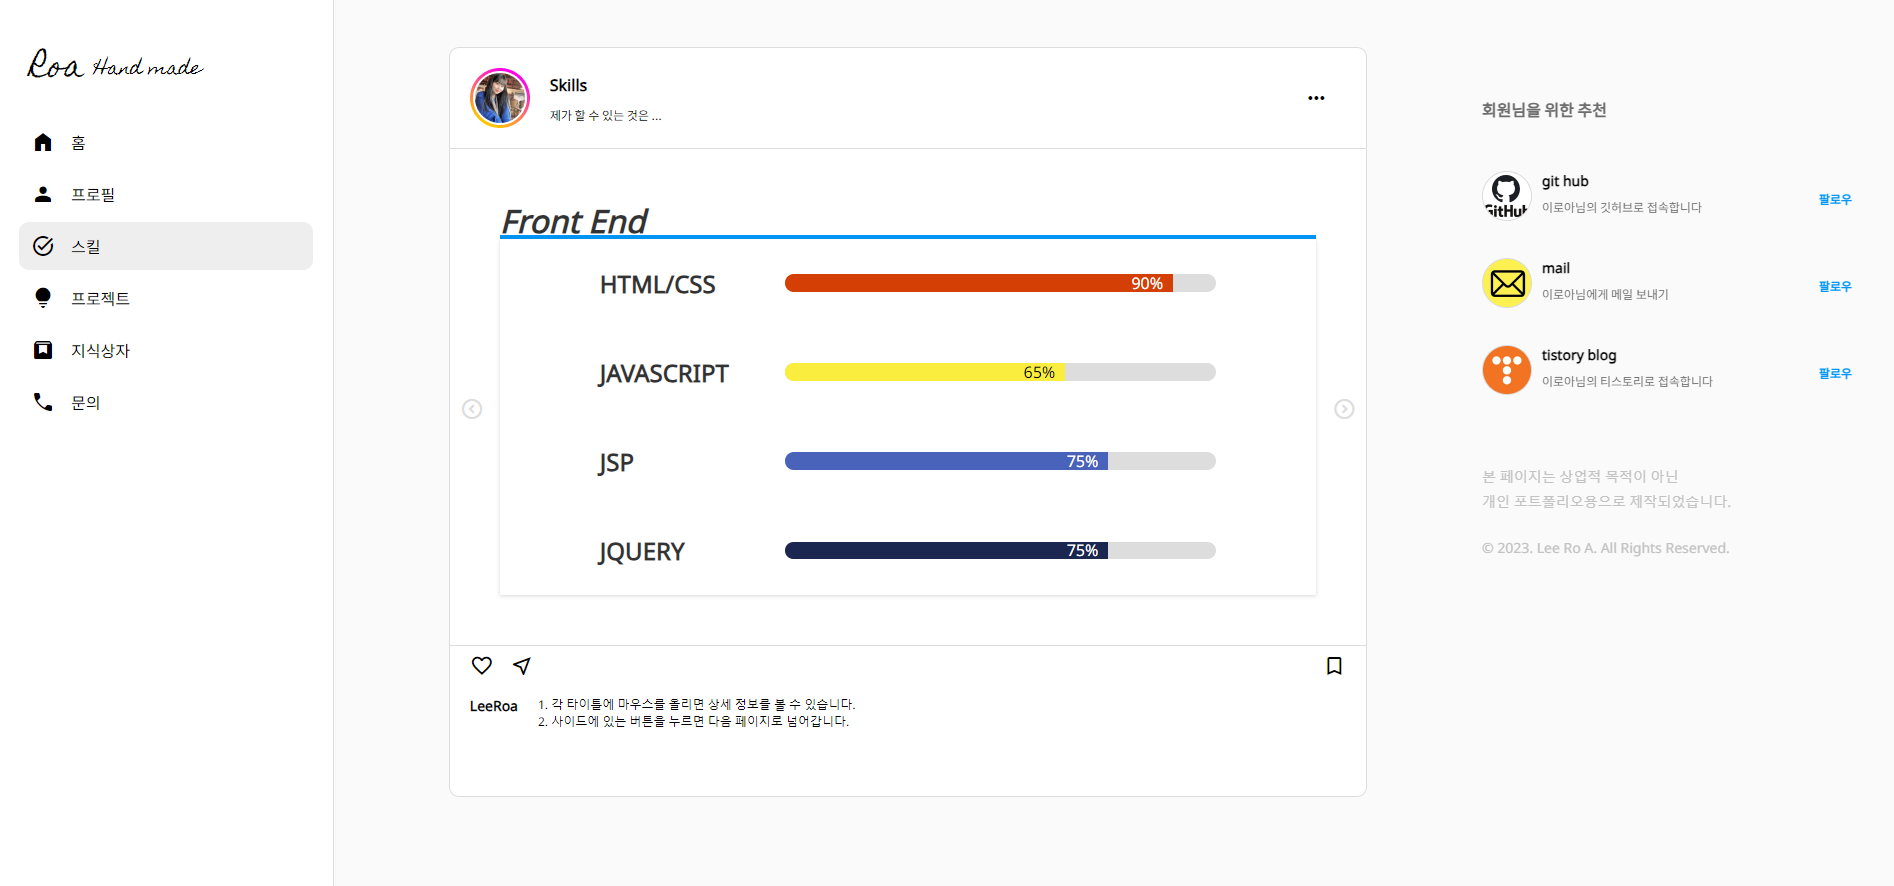 Roa Hand made
홈
프로필
스킬
프로젝트
지식상자
문의
Skills
제가 할 수 있는 것은 ...
Front End
HTML/CSS
90%
JAVASCRIPT
65%
JSP
75%
JQUERY
75%
LeeRoa
1. 각 타이틀에 마우스를 올리면 상세 정보를 볼 수 있습니다.
2. 사이드에 있는 버튼을 누르면 다음 페이지로 넘어갑니다.
회원님을 위한 추천
GitHub
git hub
이로아님의 깃허브로 접속합니다
팔로우
mail
이로아님에게 메일 보내기
팔로우
tistory blog
이로아님의 티스토리로 접속합니다
팔로우
본 페이지는 상업적 목적이 아닌
개인 포트폴리오용으로 제작되었습니다.
© 2023. Lee Ro A. All Rights Reserved.